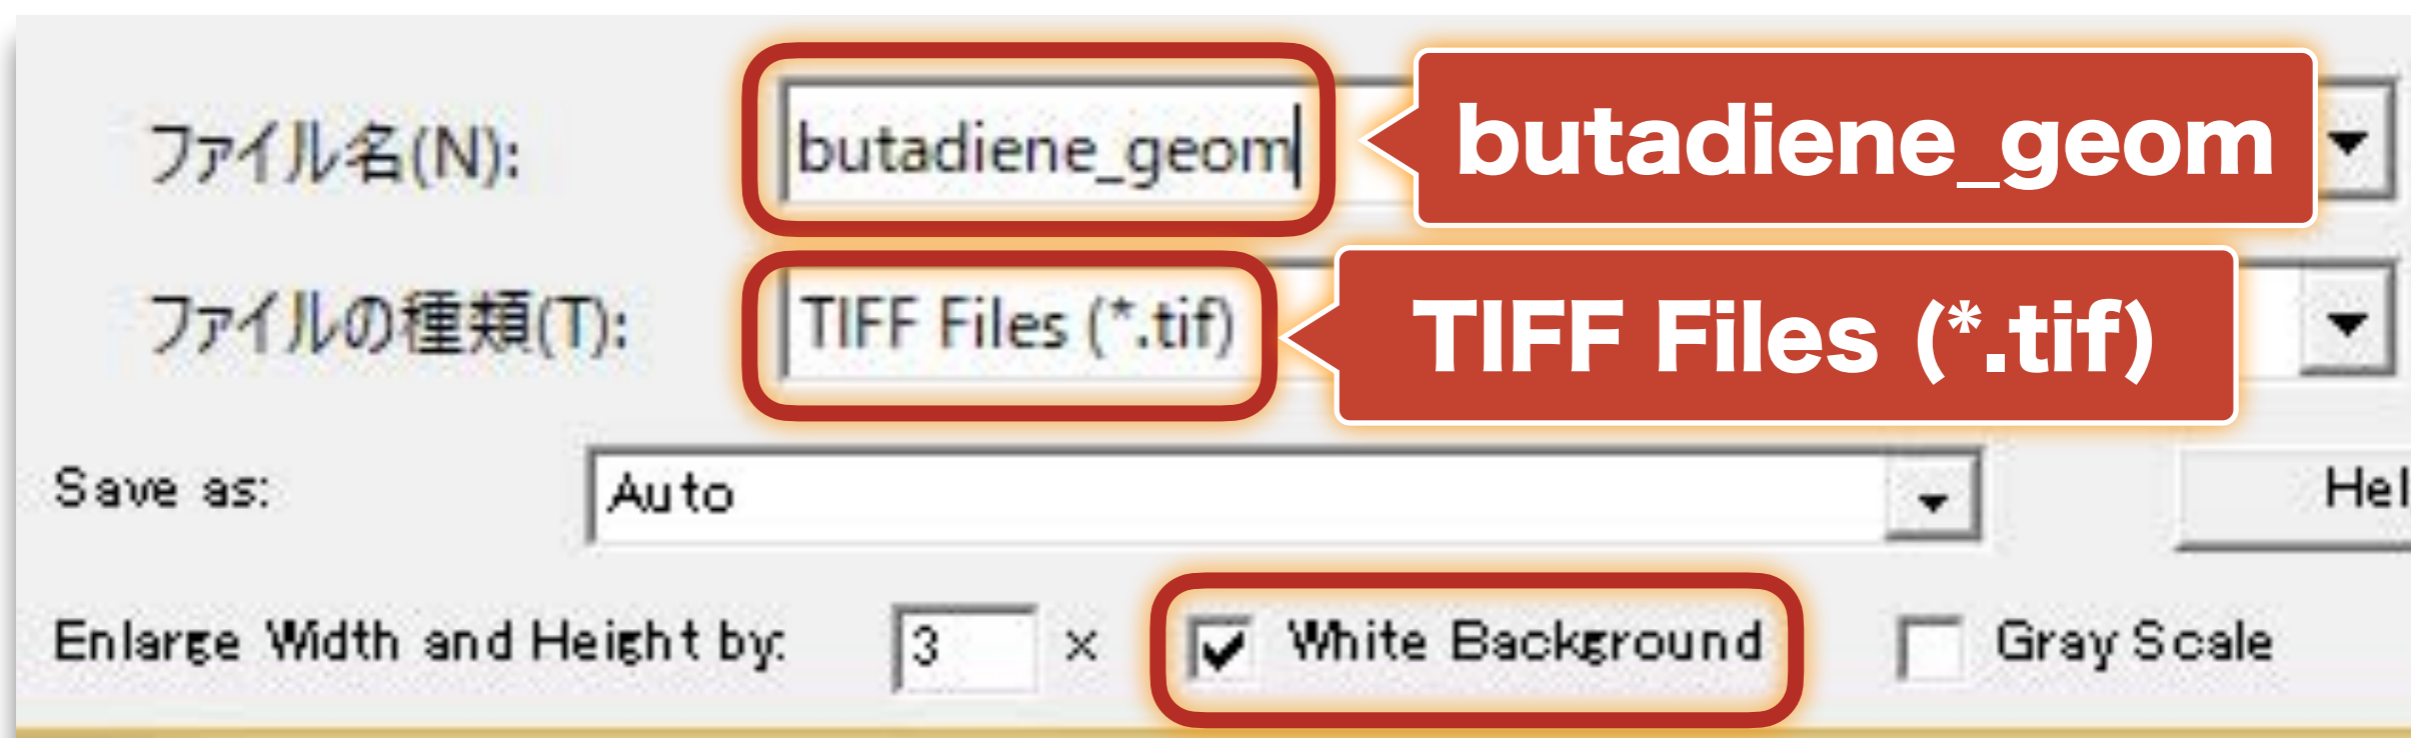 ファイル名(N): butadiene_geom butadiene_geom
ファイルの種類(T): TIFF Files (*.tif) TIFF Files (*.tif)
Save as: Auto
Enlarge Width and Height by: 3 × White Background Gray Scale